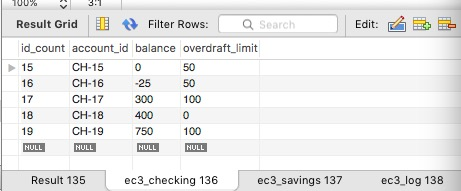 100% 3:1
Result Grid Filter Rows: Search Edit:
id_count account_id balance overdraft_limit
15 CH-15 0 50
16 CH-16 -25 50
17 CH-17 300 100
18 CH-18 400 0
19 CH-19 750 100
NULL NULL NULL NULL
Result 135 ec3_checking 136 ec3_savings 137 ec3_log 138